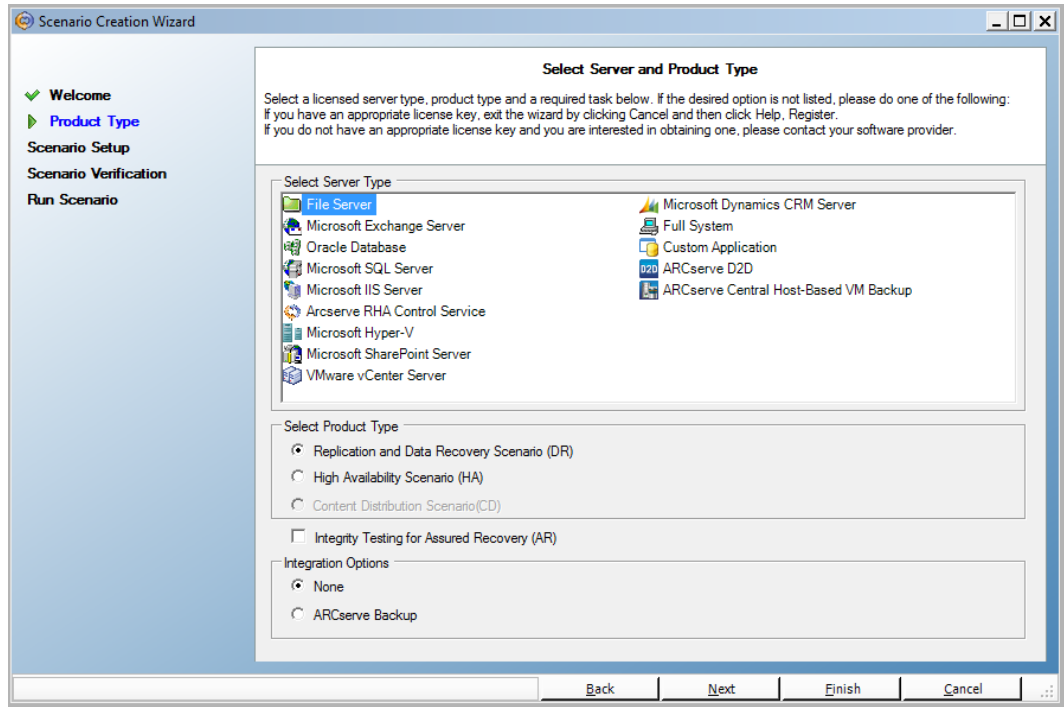 Scenario Creation Wizard
Welcome
Product Type
Scenario Setup
Scenario Verification
Run Scenario
Select Server and Product Type
Select a licensed server type, product type and a required task below. If the desired option is not listed, please do one of the following:
If you have an appropriate license key, exit the wizard by clicking Cancel and then click Help, Register.
If you do not have an appropriate license key and you are interested in obtaining one, please contact your software provider.
Select Server Type
File Server
Microsoft Exchange Server
Oracle Database
Microsoft SQL Server
Microsoft IIS Server
Arcserve RHA Control Service
Microsoft Hyper-V
Microsoft SharePoint Server
VMware vCenter Server
Microsoft Dynamics CRM Server
Full System
Custom Application
D2D ARCserve D2D
ARCserve Central Host-Based VM Backup
Select Product Type
Replication and Data Recovery Scenario (DR)
High Availability Scenario (HA)
Content Distribution Scenario(CD)
Integrity Testing for Assured Recovery (AR)
Integration Options
None
ARCserve Backup
Back Next Finish Cancel